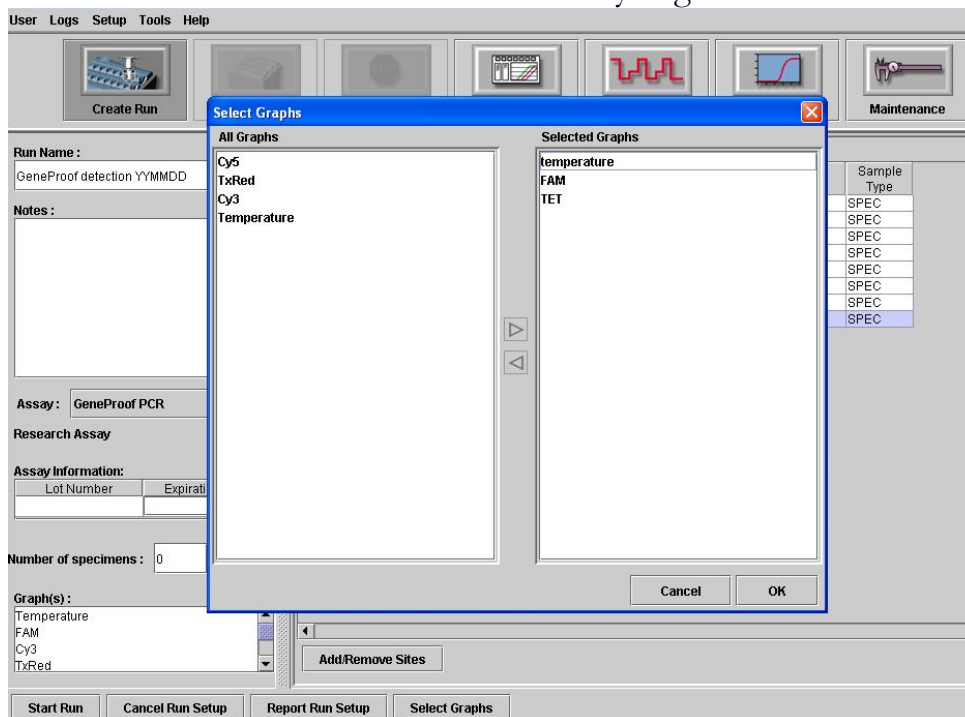 User Logs Setup Tools Help
Create Run
Maintenance
Select Graphs
All Graphs
Selected Graphs
Cy5
TxRed
Cy3
Temperature
temperature
FAM
TET
Cancel
OK
Run Name :
GeneProof detection YYMMDD
Notes :
Assay : GeneProof PCR
Research Assay
Assay Information:
Lot Number
Number of specimens : 0
Graph(s) :
Temperature
FAM
Cy3
TxRed
Sample
Type
SPEC
SPEC
SPEC
SPEC
SPEC
SPEC
SPEC
SPEC
Add/Remove Sites
Start Run Cancel Run Setup Report Run Setup Select Graphs